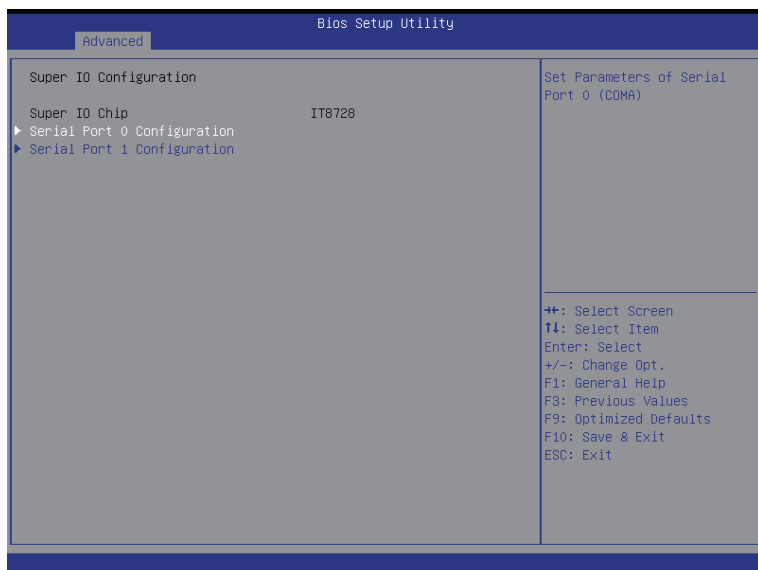 Bios Setup Utility
Advanced
Super IO Configuration
Super IO Chip IT8728
Serial Port 0 Configuration
Serial Port 1 Configuration
Set Parameters of Serial
Port 0 (COMA)
→←: Select Screen
↑↓: Select Item
Enter: Select
+/-: Change Opt.
F1: General Help
F3: Previous Values
F9: Optimized Defaults
F10: Save & Exit
ESC: Exit